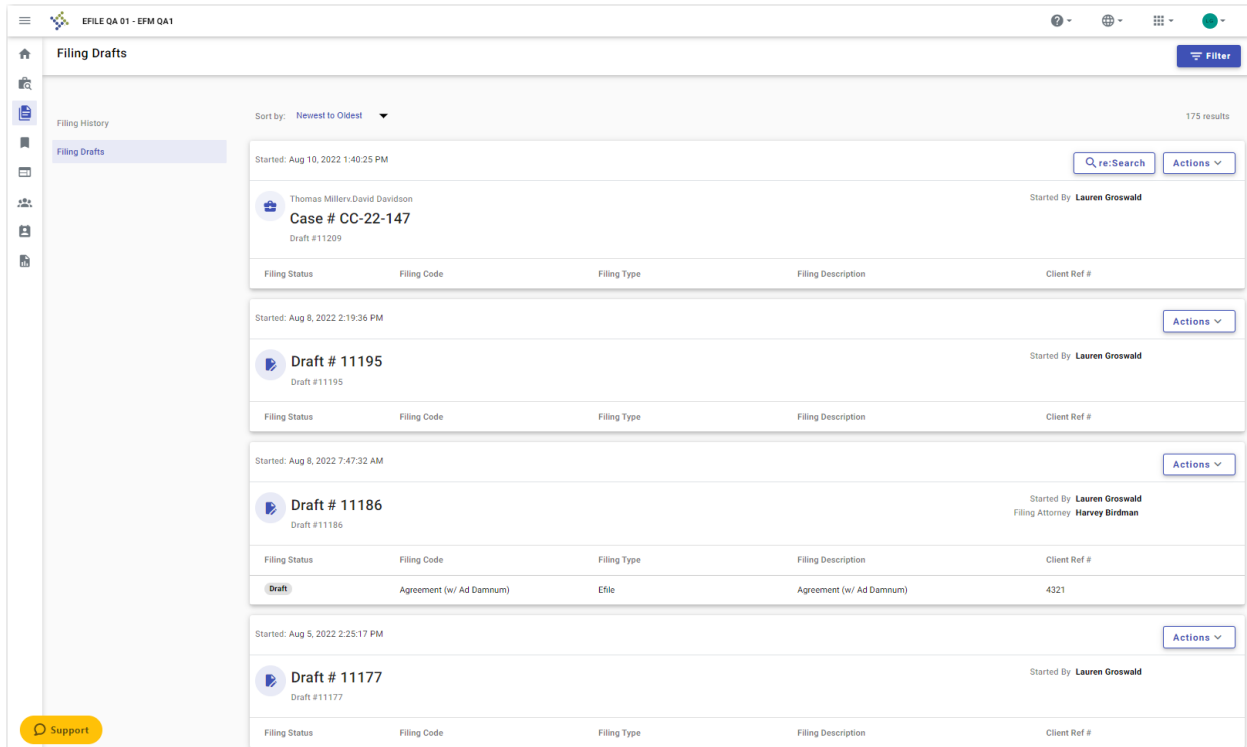 EFILE QA 01 - EFM QA1
Filing Drafts
Filter
Filing History
Filing Drafts
Sort by: Newest to Oldest
175 results
Started: Aug 10, 2022 1:40:25 PM
re:Search
Actions
Thomas Millerv.David Davidson
Started By Lauren Groswald
Case # CC-22-147
Draft #11209
Filing Status Filing Code Filing Type Filing Description Client Ref #
Started: Aug 8, 2022 2:19:36 PM
Actions
Draft # 11195
Started By Lauren Groswald
Draft #11195
Filing Status Filing Code Filing Type Filing Description Client Ref #
Started: Aug 8, 2022 7:47:32 AM
Actions
Draft # 11186
Started By Lauren Groswald
Filing Attorney Harvey Birdman
Draft #11186
Filing Status Filing Code Filing Type Filing Description Client Ref #
Draft Agreement (w/ Ad Damnum) Efile Agreement (w/ Ad Damnum) 4321
Started: Aug 5, 2022 2:25:17 PM
Actions
Draft # 11177
Started By Lauren Groswald
Draft #11177
Support
Filing Status Filing Code Filing Type Filing Description Client Ref #